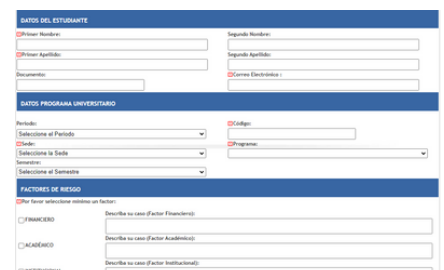 DATOS DEL ESTUDIANTE
Primer Nombre: Segundo Nombre:
Primer Apellido: Segundo Apellido:
Documento: Correo Electrónico :
DATOS PROGRAMA UNIVERSITARIO
Periodo: Código:
Seleccione el Periodo
Sede: Programa:
Seleccione la Sede
Semestre:
Seleccione el Semestre
FACTORES DE RIESGO
Por favor seleccione mínimo un factor:
Describa su caso (Factor Financiero):
FINANCIERO
Describa su caso (Factor Académico):
ACADÉMICO
Describa su caso (Factor Institucional):